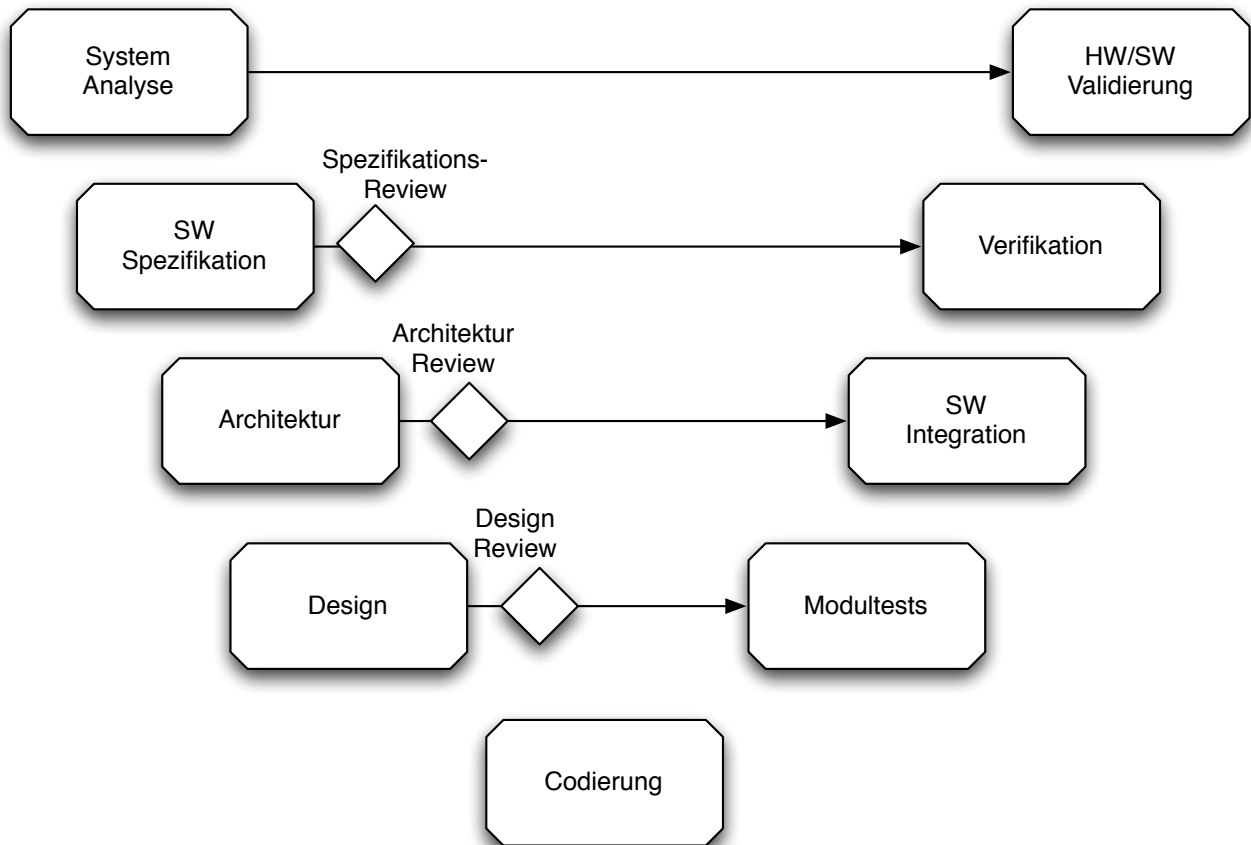 System
Analyse
HW/SW
Validierung
Spezifikations-
Review
SW
Spezifikation
Verifikation
Architektur
Review
Architektur
SW
Integration
Design
Review
Design
Modultests
Codierung